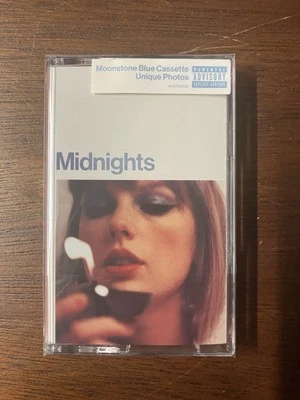 Moonstone Blue Cassette
Unique Photos
PARENTAL
ADVISORY
EXPLICIT CONTENT
Midnights